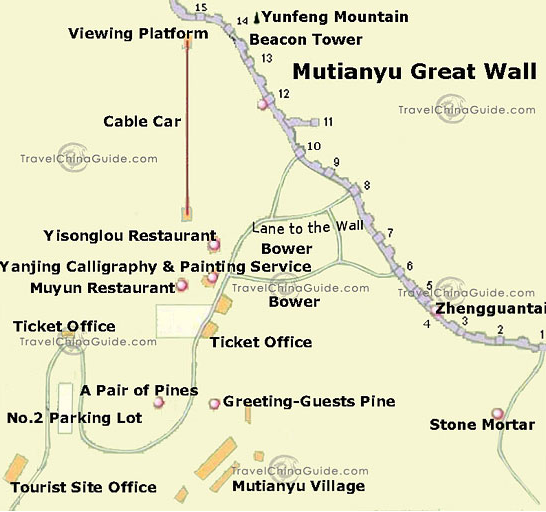 15
14
Yunfeng Mountain
Viewing Platform
Beacon Tower
13
Mutianyu Great Wall
12
TravelChinaGuide.com
Cable Car
11
TravelChinaGuide.com
10
9
8
Lane to the Wall
Yisonglou Restaurant
Bower
7
Yanjing Calligraphy & Painting Service
6
Muyun Restaurant
TravelChinaGuide.com
5
TravelChinaGuide.com
Bower
Zhengguantai
Ticket Office
4
3
2
1
TravelChinaGuide.com
Ticket Office
A Pair of Pines
Greeting-Guests Pine
No.2 Parking Lot
Stone Mortar
TravelChinaGuide.com
Tourist Site Office
Mutianyu Village